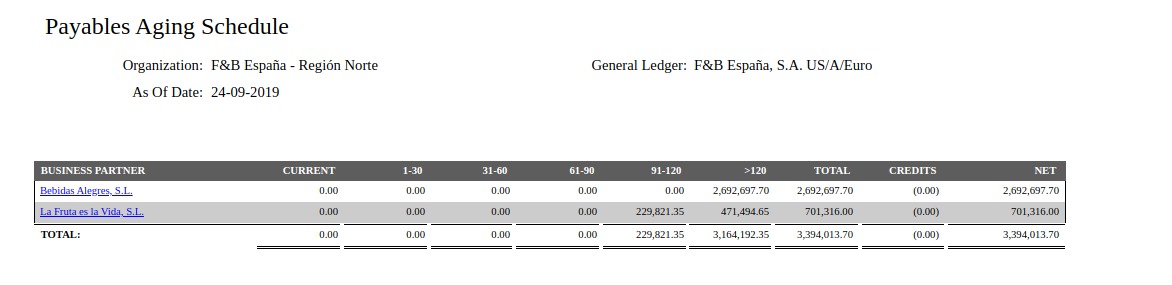 Payables Aging Schedule
Organization: F&B España - Región Norte General Ledger: F&B España, S.A. US/A/Euro
As Of Date: 24-09-2019
BUSINESS PARTNER CURRENT 1-30 31-60 61-90 91-120 >120 TOTAL CREDITS NET
Bebidas Alegres, S.L. 0.00 0.00 0.00 0.00 0.00 2,692,697.70 2,692,697.70 (0.00) 2,692,697.70
La Fruta es la Vida, S.L. 0.00 0.00 0.00 0.00 229,821.35 471,494.65 701,316.00 (0.00) 701,316.00
TOTAL: 0.00 0.00 0.00 0.00 229,821.35 3,164,192.35 3,394,013.70 (0.00) 3,394,013.70